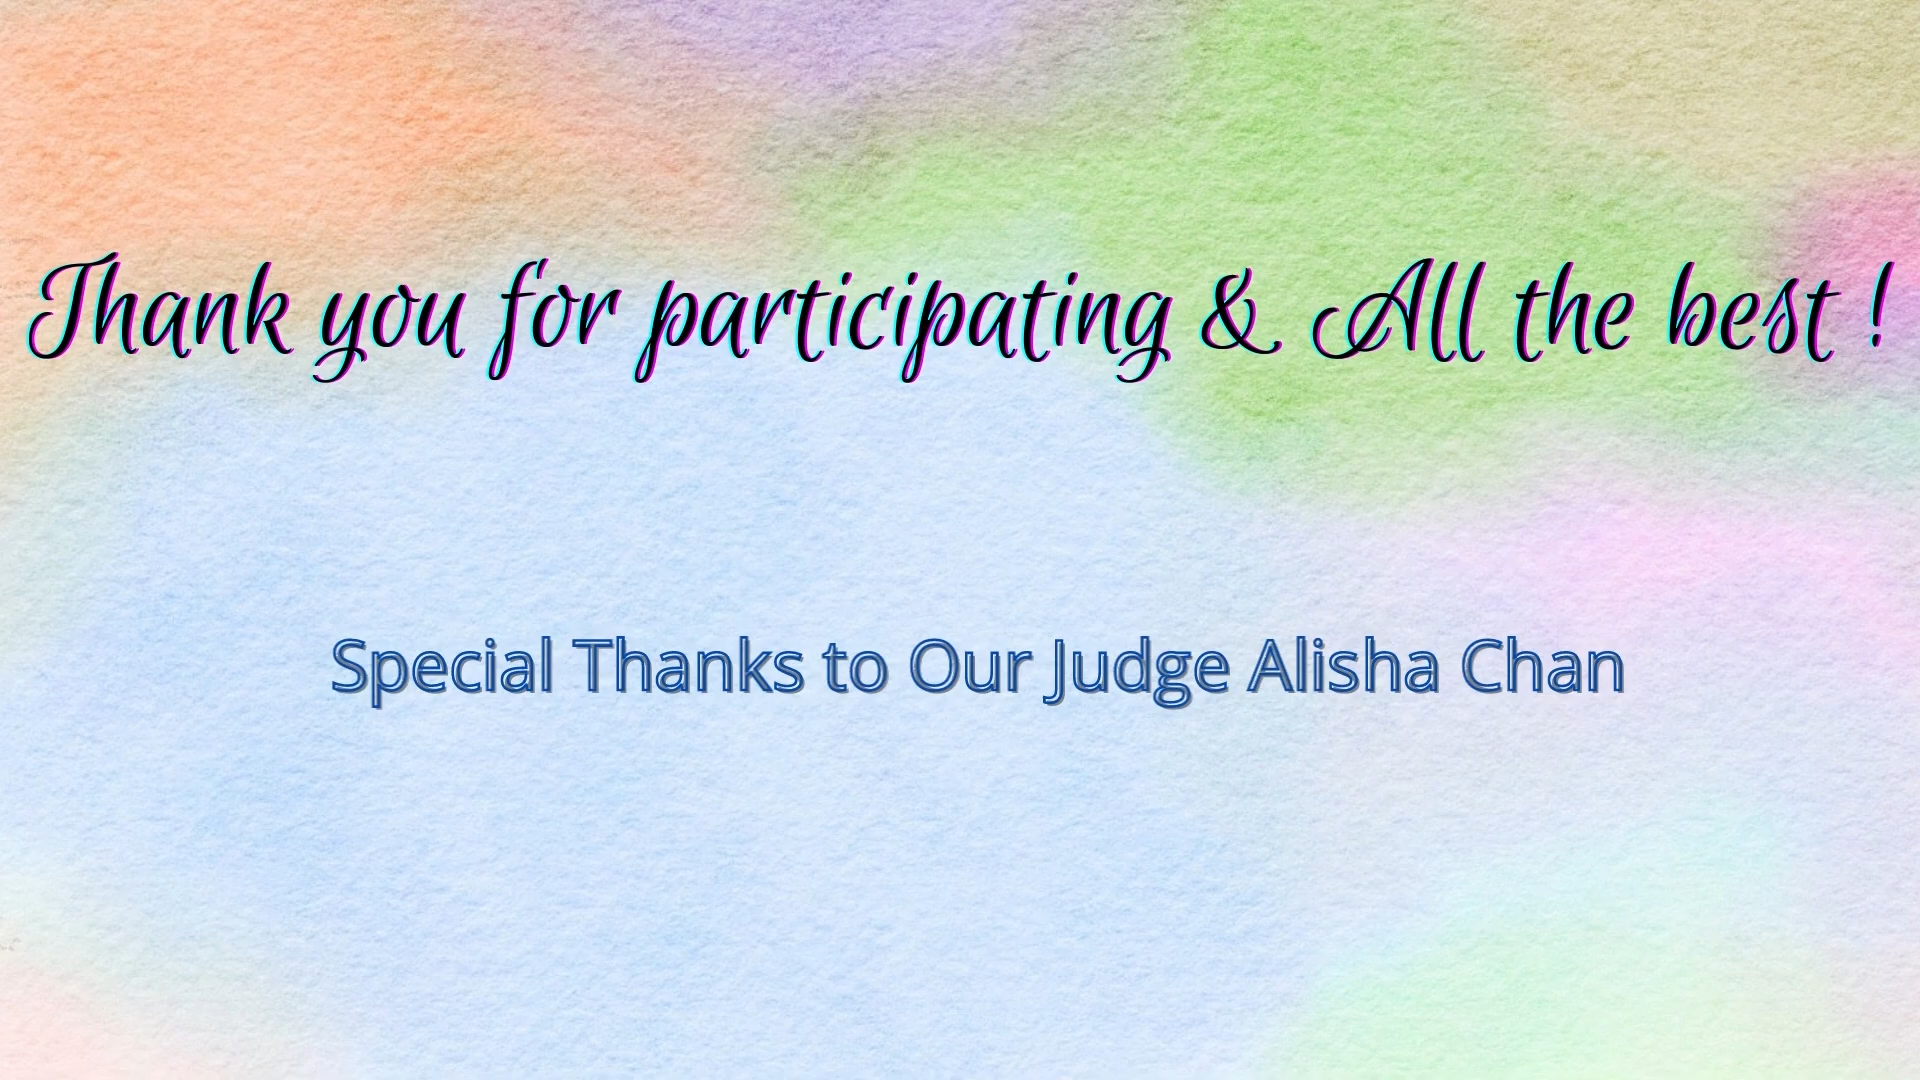 Thank you for participating & All the best !
Special Thanks to Our Judge Alisha Chan